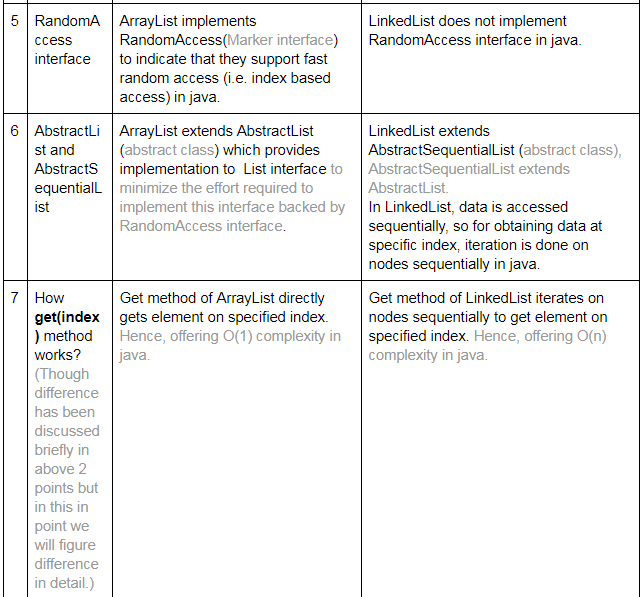 5
RandomA
ccess
interface
ArrayList implements
RandomAccess(Marker interface)
to indicate that they support fast
random access (i.e. index based
access) in java.
LinkedList does not implement
RandomAccess interface in java.
6
AbstractLi
st and
AbstractS
equentialL
ist
ArrayList extends AbstractList
(abstract class) which provides
implementation to  List interface to
minimize the effort required to
implement this interface backed by
RandomAccess interface.
LinkedList extends
AbstractSequentialList (abstract class),
AbstractSequentialList extends
AbstractList.
In LinkedList, data is accessed
sequentially, so for obtaining data at
specific index, iteration is done on
nodes sequentially in java.
7
How
get(index
) method
works?
(Though
difference
has been
discussed
briefly in
above 2
points but
in this in
point we
will figure
difference
in detail.)
Get method of ArrayList directly
gets element on specified index.
Hence, offering O(1) complexity in
java.
Get method of LinkedList iterates on
nodes sequentially to get element on
specified index. Hence, offering O(n)
complexity in java.